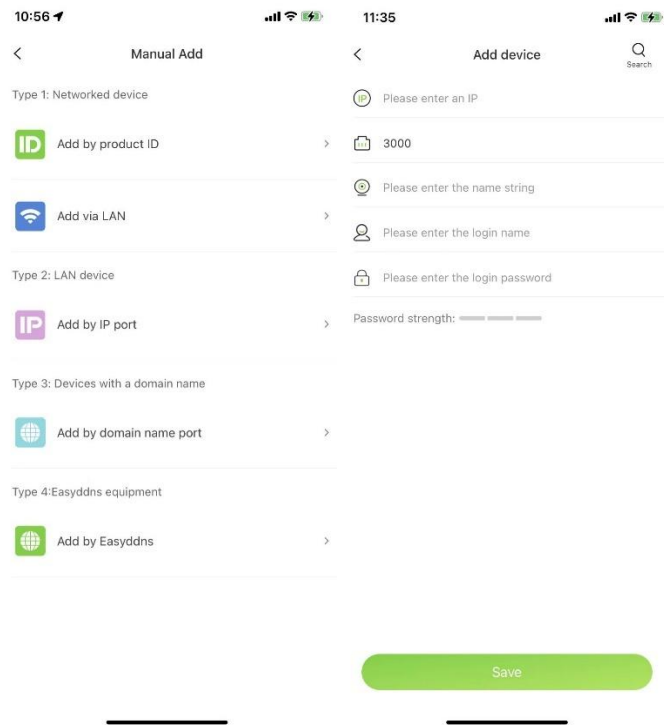 10:56
Manual Add
Type 1: Networked device
ID
Add by product ID
Add via LAN
Type 2: LAN device
IP
Add by IP port
Type 3: Devices with a domain name
Add by domain name port
Type 4:Easyddns equipment
Add by Easyddns
11:35
Add device
Search
IP
Please enter an IP
3000
Please enter the name string
Please enter the login name
Please enter the login password
Password strength:
Save